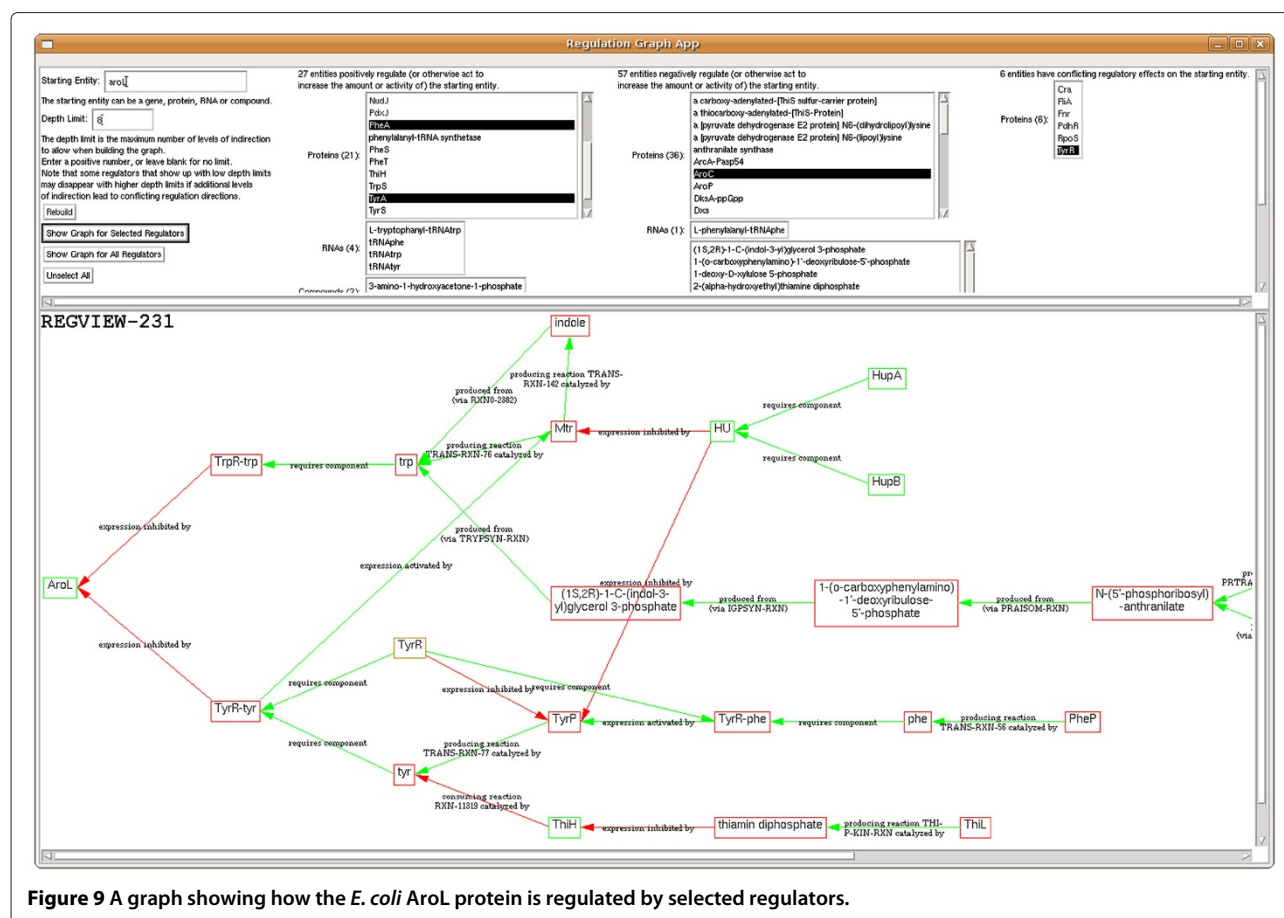 Regulation Graph App
Starting Entity: aroL
The starting entity can be a gene, protein, RNA or compound.
Depth Limit: 8
The depth limit is the maximum number of levels of indirection
to allow when building the graph.
Enter a positive number, or leave blank for no limit.
Note that some regulators that show up with low depth limits
may disappear with higher depth limits if additional levels
of indirection lead to conflicting regulation directions.
Rebuild
Show Graph for Selected Regulators
Show Graph for All Regulators
Unselect All
27 entities positively regulate (or otherwise act to
increase the amount or activity of) the starting entity.
Proteins (21):
NudJ
PdxJ
PheA
phenylalanyl-tRNA synthetase
PheS
PheT
ThiH
TrpS
TyrA
TyrS
RNAs (4):
L-tryptophanyl-tRNAtrp
tRNAphe
tRNAtrp
tRNAtyr
Compounds (2):
3-amino-1-hydroxyacetone-1-phosphate
57 entities negatively regulate (or otherwise act to
increase the amount or activity of) the starting entity.
Proteins (36):
a carboxy-adenylated-[ThiS sulfur-carrier protein]
a thiocarboxy-adenylated-[ThiS-Protein)
a [pyruvate dehydrogenase E2 protein] N6-(dihydrolipoyl)lysine
a [pyruvate dehydrogenase E2 protein] N6-(lipoyl)lysine
anthranilate synthase
ArcA-Pasp54
AroC
AroP
DksA-ppGpp
Dxs
RNAs (1): L-phenylalanyl-tRNAphe
(1S,2R)-1-C-(indol-3-yl)glycerol 3-phosphate
1-(o-carboxyphenylamino)-1'-deoxyribulose-5'-phosphate
1-deoxy-D-xylulose 5-phosphate
2-(alpha-hydroxyethyl)thiamine diphosphate
6 entities have conflicting regulatory effects on the starting entity.
Proteins (6):
Cra
FliA
Fnr
PdhR
RpoS
TyrR
REGVIEW-231
indole
producing reaction TRANS-
RXN-142 catalyzed by
produced from
(via RXN0-2382)
HupA
requires component
Mtr
expression inhibited by
HU
producing reaction
TRANS-RXN-76 catalyzed by
TrpR-trp
requires component
trp
requires component
HupB
expression inhibited by
produced from
(via TRYPSYN-RXN)
expression activated by
AroL
expression inhibited by
(1S,2R)-1-C-(indol-3-
yl)glycerol 3-phosphate
produced from
(via IGPSYN-RXN)
1-(o-carboxyphenylamino)
-1'-deoxyribulose-
5'-phosphate
produced from
(via PRAISOM-RXN)
N-(5'-phosphoribosyl)
-anthranilate
PRTRA
(via
expression inhibited by
TyrR
requires component
expression inhibited by
requires component
TyrR-tyr
TyrP
expression activated by
TyrR-phe
requires component
phe
producing reaction
TRANS-RXN-56 catalyzed by
PheP
requires component
producing reaction
TRANS-RXN-77 catalyzed by
tyr
consuming reaction
RXN-11319 catalyzed by
ThiH
expression inhibited by
thiamin diphosphate
producing reaction THI-
P-KIN-RXN catalyzed by
ThiL
Figure 9 A graph showing how the E. coli AroL protein is regulated by selected regulators.